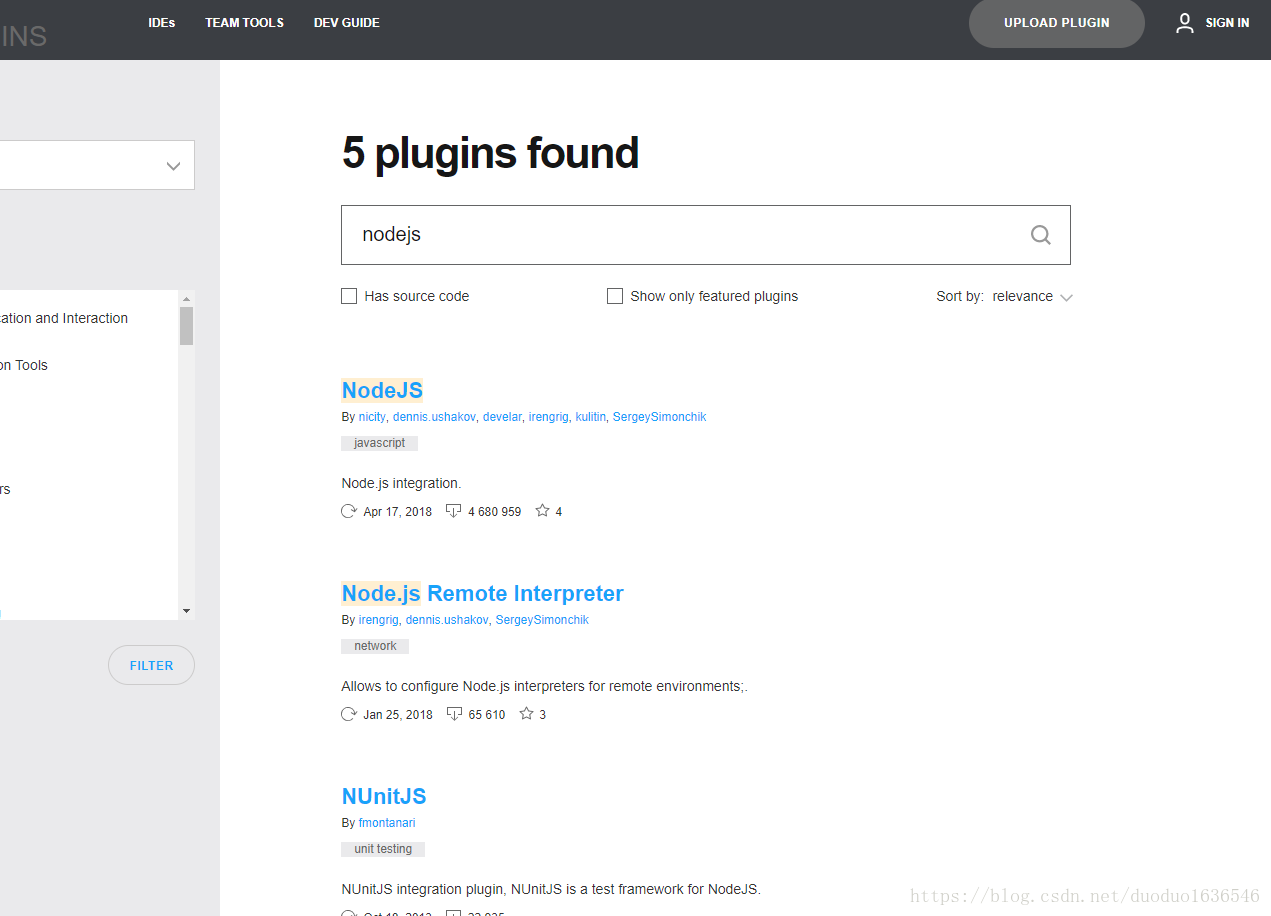 INS
IDEs TEAM TOOLS DEV GUIDE UPLOAD PLUGIN SIGN IN
5 plugins found
nodejs
Has source code Show only featured plugins Sort by: relevance
cation and Interaction
on Tools
rs
FILTER
NodeJS
By nicity, dennis.ushakov, develar, irengrig, kulitin, SergeySimonchik
javascript
Node.js integration.
Apr 17, 2018 4 680 959 4
Node.js Remote Interpreter
By irengrig, dennis.ushakov, SergeySimonchik
network
Allows to configure Node.js interpreters for remote environments;.
Jan 25, 2018 65 610 3
NUnitJS
By fmontanari
unit testing
NUnitJS integration plugin, NUnitJS is a test framework for NodeJS.
https://blog.csdn.net/duoduo1636546